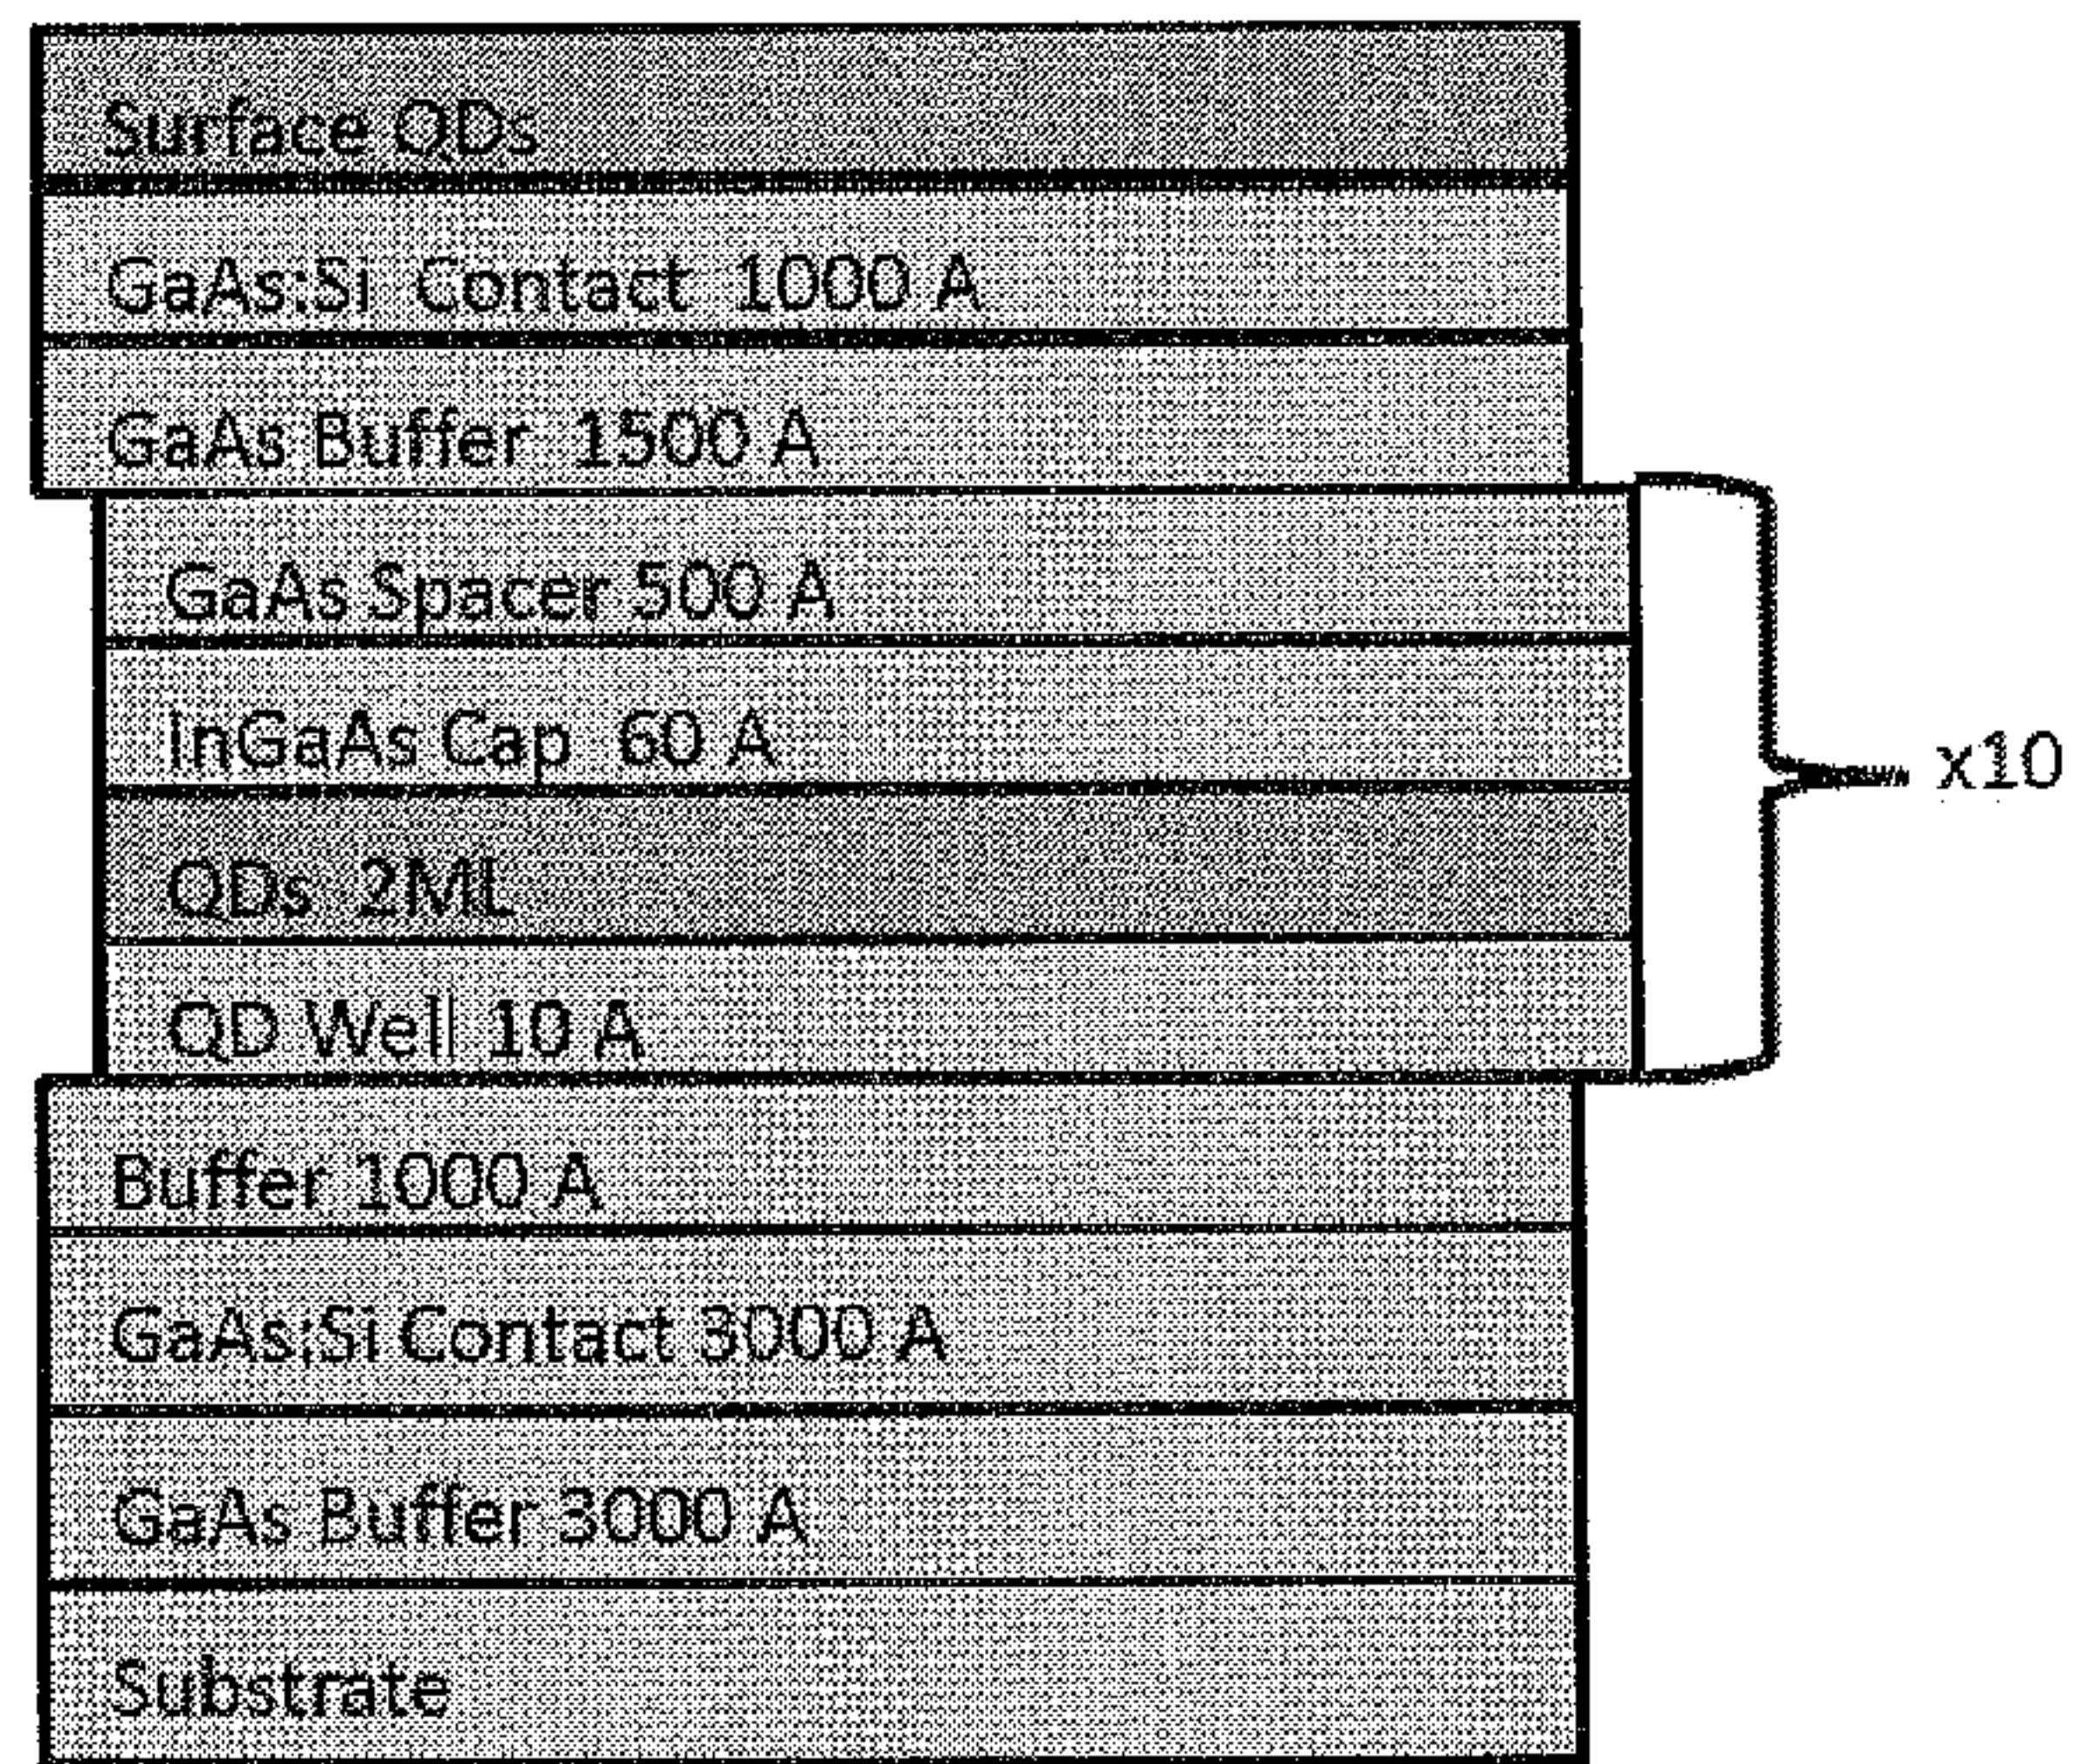 Surface QDs
GaAs:Si Contact 1000 A
GaAs Buffer 1500 A
GaAs Spacer 500 A
InGaAs Cap 60 A
x10
QDs 2ML
QD Well 10 A
Buffer 1000 A
GaAs:Si Contact 3000 A
GaAs Buffer 3000 A
Substrate